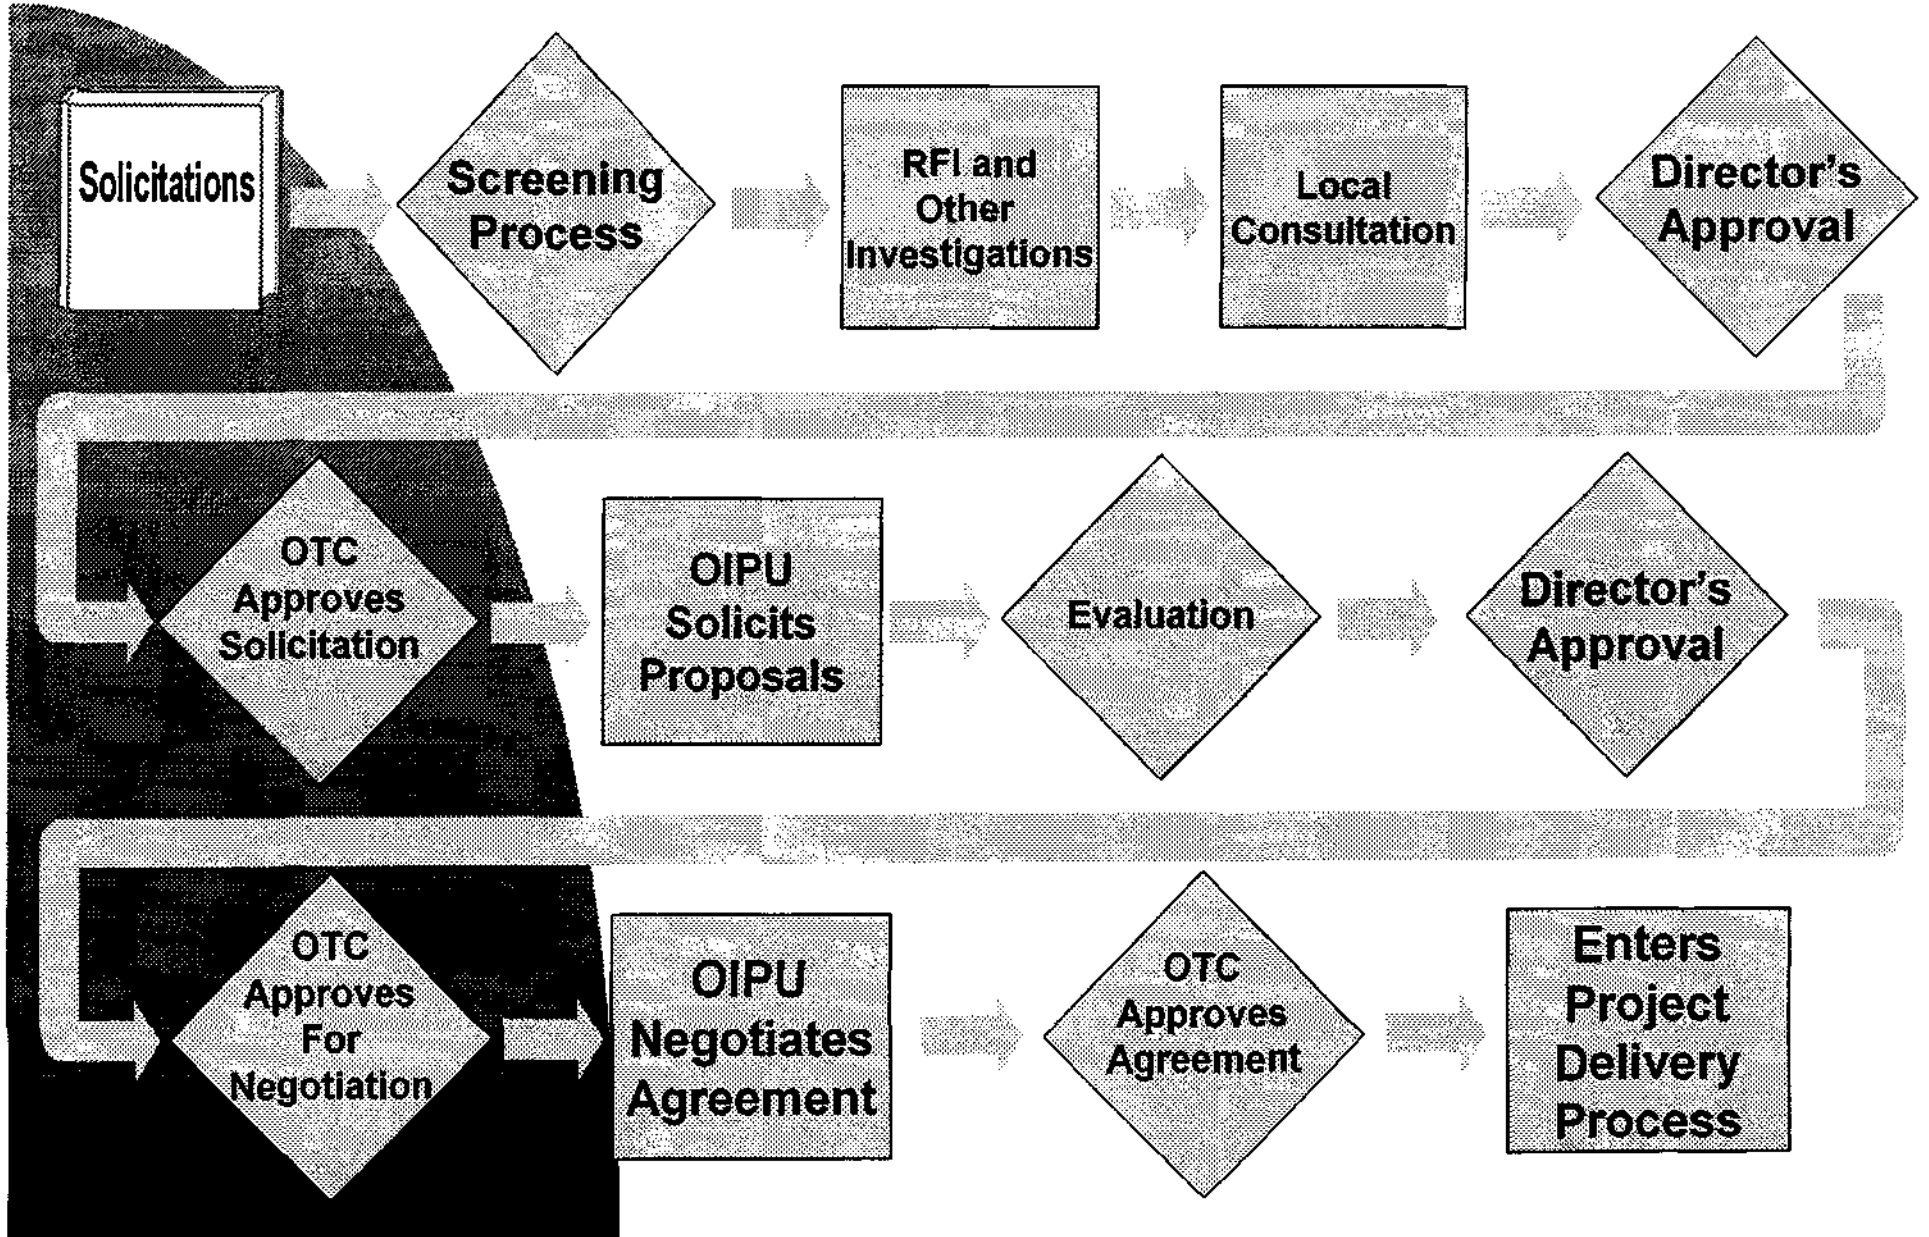 Solicitations
Screening
Process
RFI and
Other
Investigations
Local
Consultation
Director's
Approval
OTC
Approves
Solicitation
OIPU
Solicits
Proposals
Evaluation
Director's
Approval
OTC
Approves
For
Negotiation
OIPU
Negotiates
Agreement
OTC
Approves
Agreement
Enters
Project
Delivery
Process